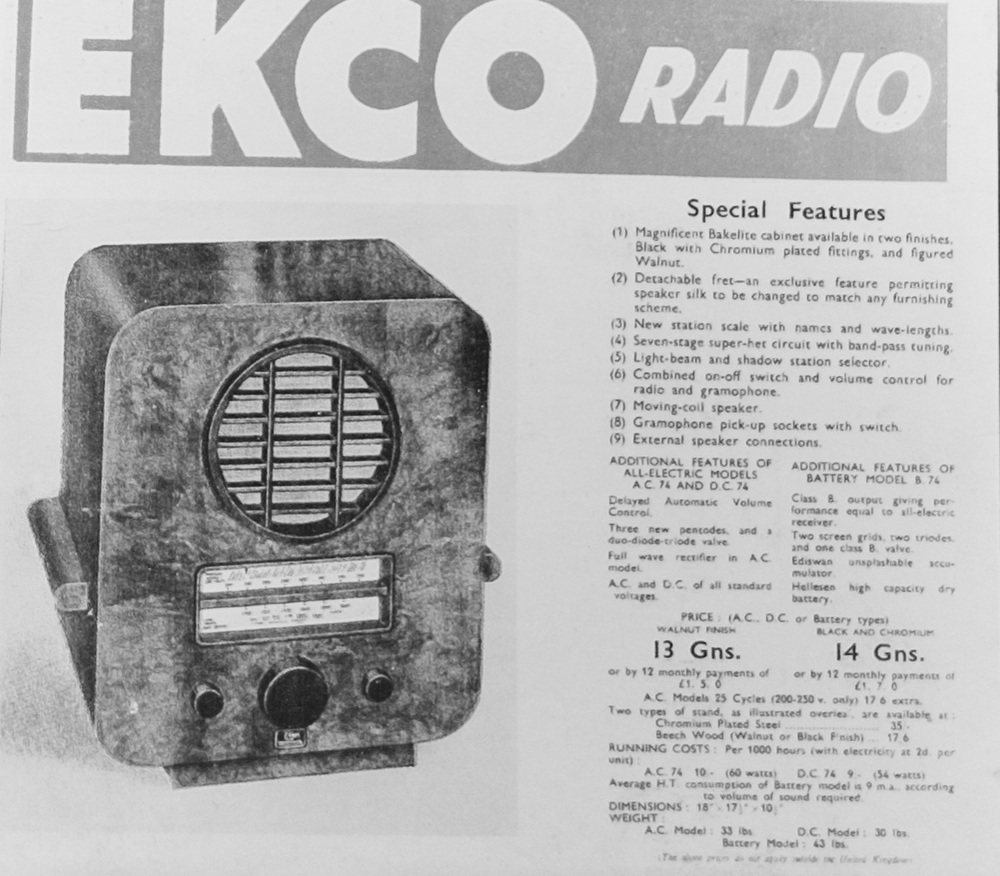 EKCO RADIO
Special Features
(1) Magnificent Bakelite cabinet available in two finishes,
Black with Chromium plated fittings, and figured
Walnut.
(2) Detachable fret—an exclusive feature permitting
speaker silk to be changed to match any furnishing
scheme.
(3) New station scale with names and wave-lengths.
(4) Seven-stage super-het circuit with band-pass tuning.
(5) Light-beam and shadow station selector.
(6) Combined on-off switch and volume control for
radio and gramophone.
(7) Moving-coil speaker.
(8) Gramophone pick-up sockets with switch.
(9) External speaker connections.
ADDITIONAL FEATURES OF
ALL-ELECTRIC MODELS
A.C. 74 AND D.C. 74
Delayed Automatic Volume
Control.
Three new pentodes, and a
duo-diode-triode valve.
Full wave rectifier in A.C.
model.
A.C. and D.C. of all standard
voltages.
ADDITIONAL FEATURES OF
BATTERY MODEL B. 74
Class B. output giving per-
formance equal to all-electric
receiver.
Two screen grids, two triodes,
and one class B. valve.
Ediswan unsplashable accu-
mulator.
Hellesen high capacity dry
battery.
PRICE : (A.C., D.C. or Battery types)
WALNUT FINISH BLACK AND CHROMIUM
13 Gns. 14 Gns.
or by 12 monthly payments of or by 12 monthly payments of
£1. 5. 0 £1. 7. 0
A.C. Models 25 Cycles (200-250 v. only) 17 6 extra.
Two types of stand, as illustrated overleaf, are available at :
Chromium Plated Steel 35/-
Beech Wood (Walnut or Black Finish) ... 17 6
RUNNING COSTS : Per 1000 hours (with electricity at 2d. per
unit) :
A.C. 74 10/- (60 watts) D.C. 74 9/- (54 watts)
Average H.T. consumption of Battery model is 9 m.a., according
to volume of sound required.
DIMENSIONS : 18"
WEIGHT :
A.C. Model : 33 lbs. D.C. Model : 30 lbs.
Battery Model : 43 lbs.
(The above prices do not apply outside the United Kingdom)